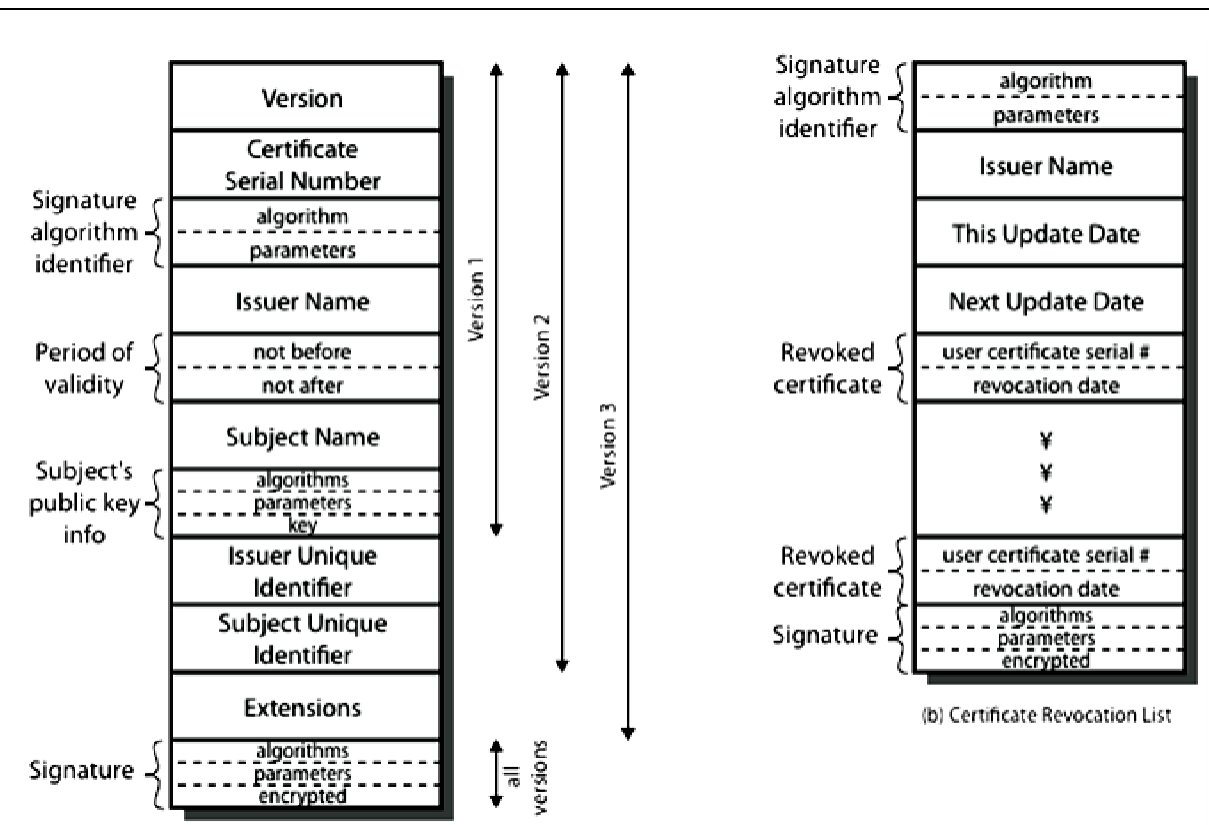 Version
Certificate
Serial Number
Signature
algorithm
identifier
algorithm
parameters
Issuer Name
Period of
validity
not before
not after
Subject Name
Subject's
public key
info
algorithms
parameters
key
Issuer Unique
Identifier
Subject Unique
Identifier
Extensions
Signature
algorithms
parameters
encrypted
Version 1
Version 2
Version 3
all
versions
Signature
algorithm
identifier
algorithm
parameters
Issuer Name
This Update Date
Next Update Date
Revoked
certificate
user certificate serial #
revocation date
¥
¥
¥
Revoked
certificate
user certificate serial #
revocation date
Signature
algorithms
parameters
encrypted
(b) Certificate Revocation List